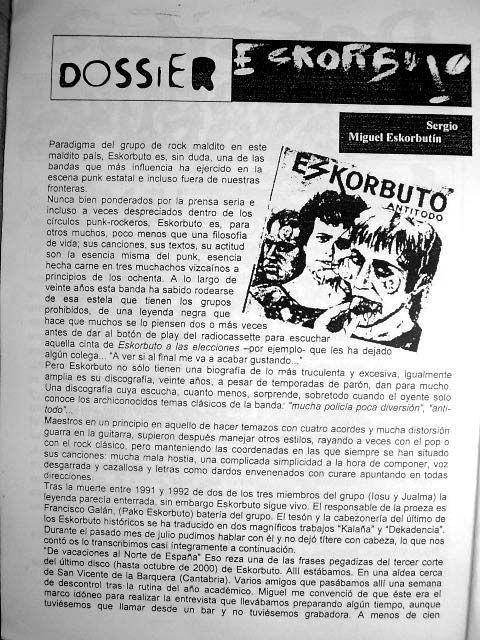 DOSSIER ESKORBUTO
Sergio
Miguel Eskorbutín
Paradigma del grupo de rock maldito en este
maldito país, Eskorbuto es, sin duda, una de las
bandas que más influencia ha ejercido en la
escena punk estatal e incluso fuera de nuestras
fronteras.
Nunca bien ponderados por la prensa seria e
incluso a veces despreciados dentro de los
círculos punk-rockeros, Eskorbuto es, para
otros muchos, poco menos que una filosofía
de vida; sus canciones, sus textos, su actitud
son la esencia misma del punk, esencia
hecha carne en tres muchachos vizcaínos a
principios de los ochenta. A lo largo de
veinte años esta banda ha sabido rodearse
de esa estela que tienen los grupos
prohibidos, de una leyenda negra que
hace que muchos se lo piensen dos o más veces
antes de dar al botón de play del radiocassette para escuchar
aquella cinta de Eskorbuto a las elecciones –por ejemplo- que les ha dejado
algún colega... "A ver si al final me va a acabar gustando..."
Pero Eskorbuto no sólo tienen una biografía de lo más truculenta y excesiva, igualmente
amplia es su discografía, veinte años, a pesar de temporadas de parón, dan para mucho.
Una discografía cuya escucha, cuanto menos, sorprende, sobretodo cuando el oyente solo
conoce los archiconocidos temas clásicos de la banda: "mucha policía poca diversión", "anti-
todo"...
Maestros en un principio en aquello de hacer temazos con cuatro acordes y mucha distorsión
guarra en la guitarra, supieron después manejar otros estilos, rayando a veces con el pop o
con el rock clásico, pero manteniendo las coordenadas en las que siempre se han situado
sus canciones: mucha mala hostia, una complicada simplicidad a la hora de componer, voz
desgarrada y cazallosa y letras como dardos envenenados con curare apuntando en todas
direcciones.
Tras la muerte entre 1991 y 1992 de dos de los tres miembros del grupo (Iosu y Jualma) la
leyenda parecía enterrada, sin embargo Eskorbuto sigue vivo. El responsable de la proeza es
Francisco Galán, (Pako Eskorbuto) batería del grupo. El tesón y la cabezonería del último de
los Eskorbuto históricos se ha traducido en dos magníficos trabajos "Kalaña" y "Dekadencia".
Durante el pasado mes de julio pudimos hablar con él y no dejó títere con cabeza, lo que nos
contó os lo transcribimos casi íntegramente a continuación.
"De vacaciones al Norte de España" Eso reza una de las frases pegadizas del tercer corte
del último disco (hasta octubre de 2000) de Eskorbuto. Allí estábamos. En una aldea cerca
de San Vicente de la Barquera (Cantabria). Varios amigos que pasábamos allí una semana
de descontrol tras la rutina del año académico. Miguel me convenció de que éste era el
marco idóneo para realizar la entrevista que llevábamos preparando algún tiempo, aunque
tuviésemos que llamar desde un bar y no tuviésemos grabadora. A menos de cien
ESKORBUTO
ANTITODO